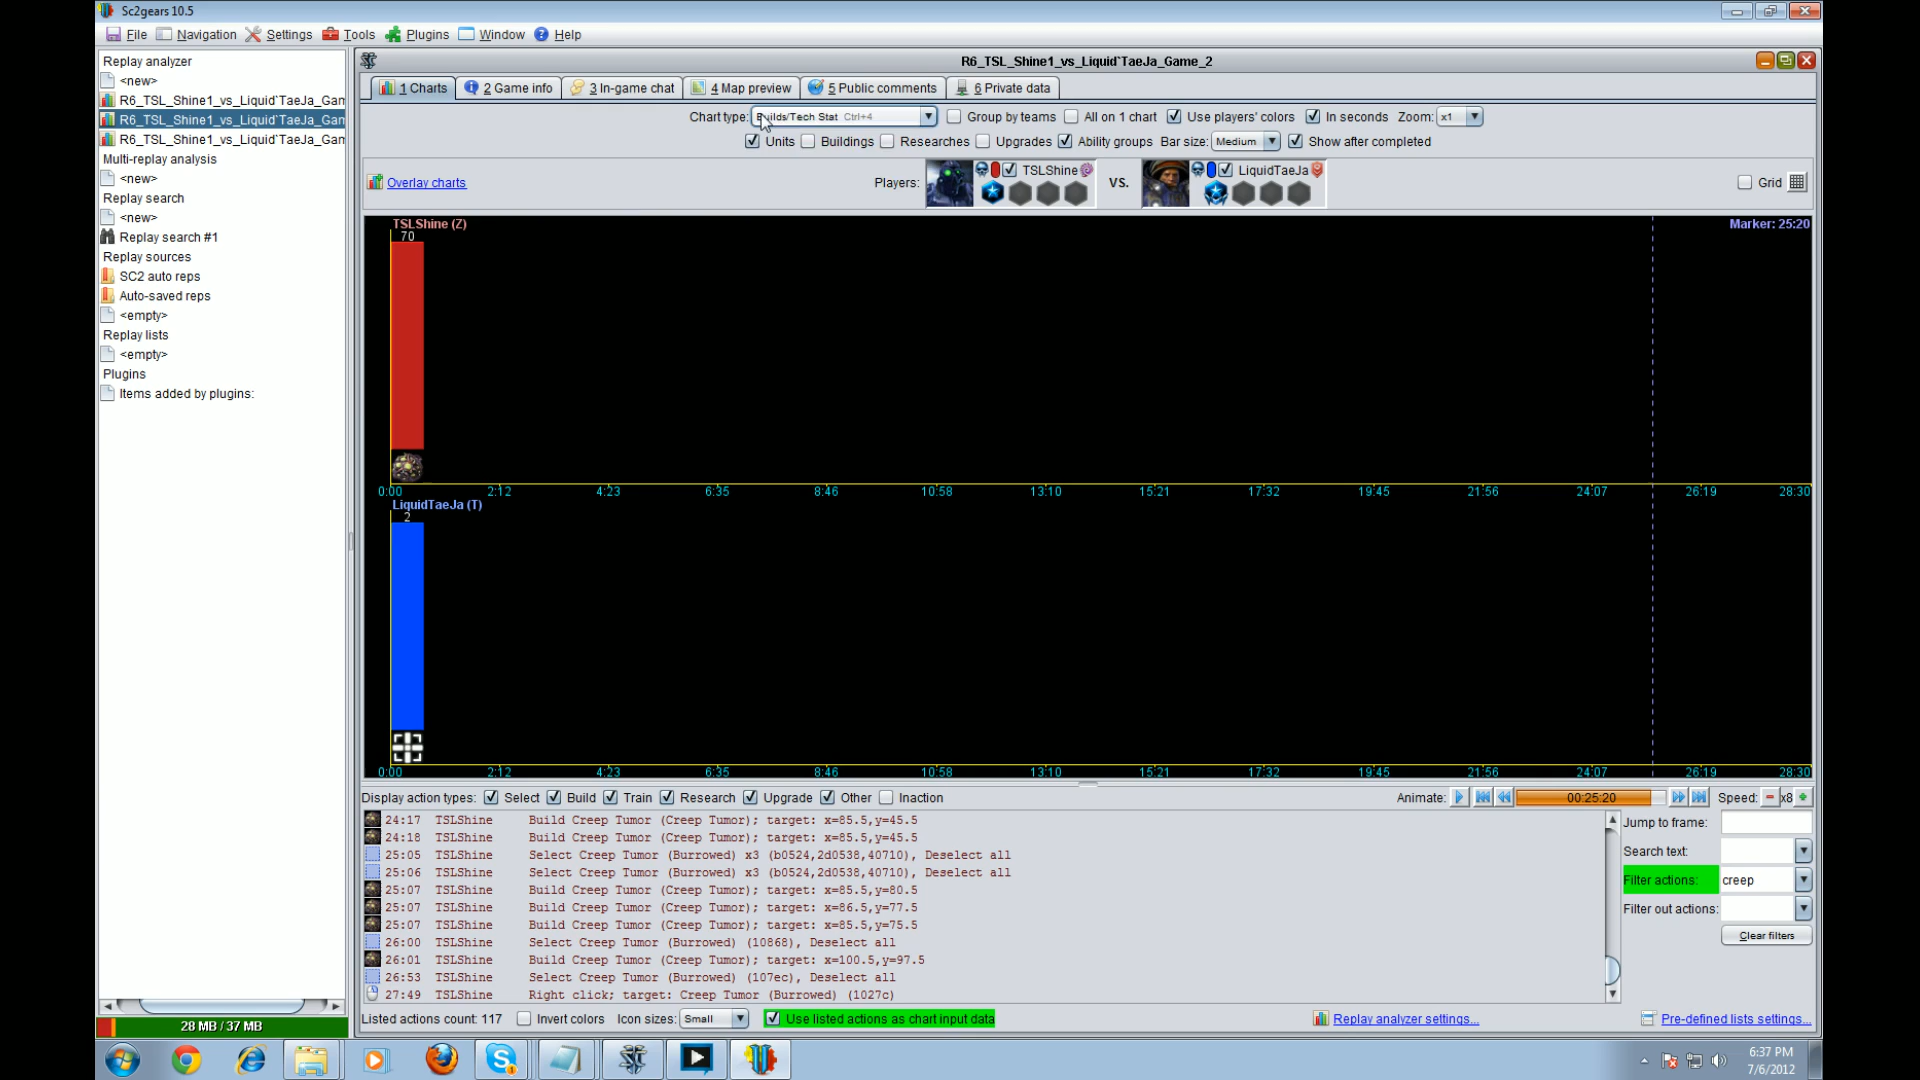 Sc2gears 10.5
File Navigation Settings Tools Plugins Window Help
Replay analyzer
<new>
R6_TSL_Shine1_vs_Liquid`TaeJa_Gam
R6_TSL_Shine1_vs_Liquid`TaeJa_Gam
R6_TSL_Shine1_vs_Liquid`TaeJa_Gam
Multi-replay analysis
<new>
Replay search
<new>
Replay search #1
Replay sources
SC2 auto reps
Auto-saved reps
<empty>
Replay lists
<empty>
Plugins
Items added by plugins:
28 MB / 37 MB
R6_TSL_Shine1_vs_Liquid`TaeJa_Game_2
1 Charts 2 Game info 3 In-game chat 4 Map preview 5 Public comments 6 Private data
Chart type: Builds/Tech Stat Ctrl+4 Group by teams All on 1 chart Use players' colors In seconds Zoom: x1
Units Buildings Researches Upgrades Ability groups Bar size: Medium Show after completed
Overlay charts Players: TSLShine VS. LiquidTaeJa Grid
TSLShine (Z) Marker: 25:20
70
0:00 2:12 4:23 6:35 8:46 10:58 13:10 15:21 17:32 19:45 21:56 24:07 26:19 28:30
LiquidTaeJa (T)
2
0:00 2:12 4:23 6:35 8:46 10:58 13:10 15:21 17:32 19:45 21:56 24:07 26:19 28:30
Display action types: Select Build Train Research Upgrade Other Inaction Animate: 00:25:20 Speed: x8
24:17 TSLShine Build Creep Tumor (Creep Tumor); target: x=85.5,y=45.5
24:18 TSLShine Build Creep Tumor (Creep Tumor); target: x=85.5,y=45.5
25:05 TSLShine Select Creep Tumor (Burrowed) x3 (b0524,2d0538,40710), Deselect all
25:06 TSLShine Select Creep Tumor (Burrowed) x3 (b0524,2d0538,40710), Deselect all
25:07 TSLShine Build Creep Tumor (Creep Tumor); target: x=85.5,y=80.5
25:07 TSLShine Build Creep Tumor (Creep Tumor); target: x=86.5,y=77.5
25:07 TSLShine Build Creep Tumor (Creep Tumor); target: x=85.5,y=75.5
26:00 TSLShine Select Creep Tumor (Burrowed) (10868), Deselect all
26:01 TSLShine Build Creep Tumor (Creep Tumor); target: x=100.5,y=97.5
26:53 TSLShine Select Creep Tumor (Burrowed) (107ec), Deselect all
27:49 TSLShine Right click; target: Creep Tumor (Burrowed) (1027c)
Jump to frame:
Search text:
Filter actions: creep
Filter out actions:
Clear filters
Listed actions count: 117 Invert colors Icon sizes: Small Use listed actions as chart input data Replay analyzer settings... Pre-defined lists settings...
6:37 PM
7/6/2012